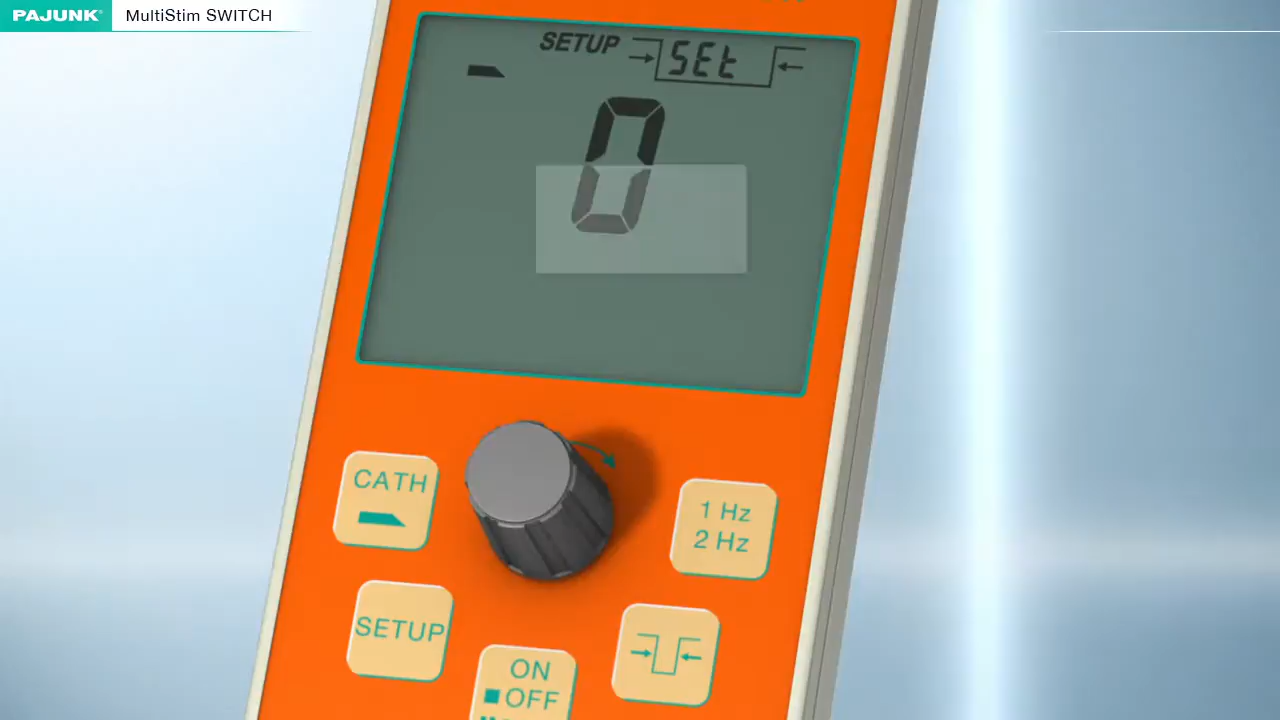 PAJUNK® MultiStim SWITCH
SETUP SEt
0
CATH
1 Hz
2 Hz
SETUP
ON
OFF